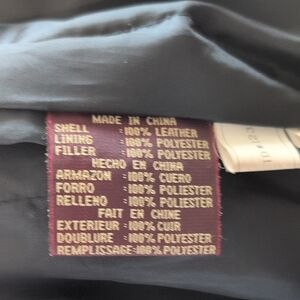 MADE IN CHINA
SHELL =100% LEATHER
LINING =100% POLYESTER
FILLER =100% POLYESTER
HECHO EN CHINA
ARMAZON =100% CUERO
FORRO =100% POLIESTER
RELLENO =100% POLIESTER
FAIT EN CHINE
EXTERIEUR =100% CUIR
DOUBLURE =100% POLYESTER
REMPLISSAGE=100% POLYESTER